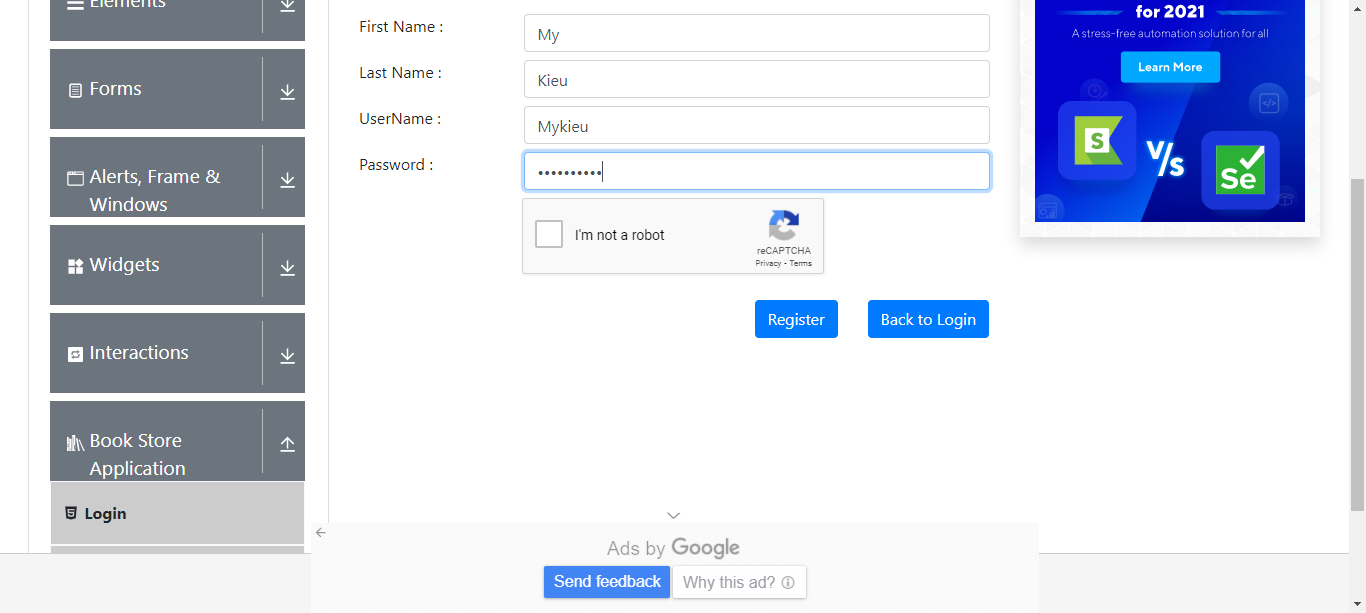 Elements
Forms
Alerts, Frame &
Windows
Widgets
Interactions
Book Store
Application
Login
First Name :
My
Last Name :
Kieu
UserName :
Mykieu
Password :
••••••••••
I'm not a robot
reCAPTCHA
Privacy - Terms
Register
Back to Login
for 2021
A stress-free automation solution for all
Learn More
S
V/s
Se
Ads by Google
Send feedback
Why this ad?